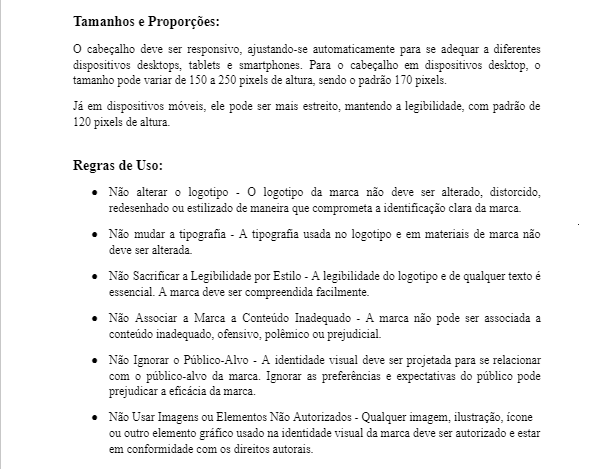 Tamanhos e Proporções:
O cabeçalho deve ser responsivo, ajustando-se automaticamente para se adequar a diferentes
dispositivos desktops, tablets e smartphones. Para o cabeçalho em dispositivos desktop, o
tamanho pode variar de 150 a 250 pixels de altura, sendo o padrão 170 pixels.
Já em dispositivos móveis, ele pode ser mais estreito, mantendo a legibilidade, com padrão de
120 pixels de altura.
Regras de Uso:
● Não alterar o logotipo - O logotipo da marca não deve ser alterado, distorcido,
redesenhado ou estilizado de maneira que comprometa a identificação clara da marca.
● Não mudar a tipografia - A tipografia usada no logotipo e em materiais de marca não
deve ser alterada.
● Não Sacrificar a Legibilidade por Estilo - A legibilidade do logotipo e de qualquer texto é
essencial. A marca deve ser compreendida facilmente.
● Não Associar a Marca a Conteúdo Inadequado - A marca não pode ser associada a
conteúdo inadequado, ofensivo, polêmico ou prejudicial.
● Não Ignorar o Público-Alvo - A identidade visual deve ser projetada para se relacionar
com o público-alvo da marca. Ignorar as preferências e expectativas do público pode
prejudicar a eficácia da marca.
● Não Usar Imagens ou Elementos Não Autorizados - Qualquer imagem, ilustração, ícone
ou outro elemento gráfico usado na identidade visual da marca deve ser autorizado e estar
em conformidade com os direitos autorais.